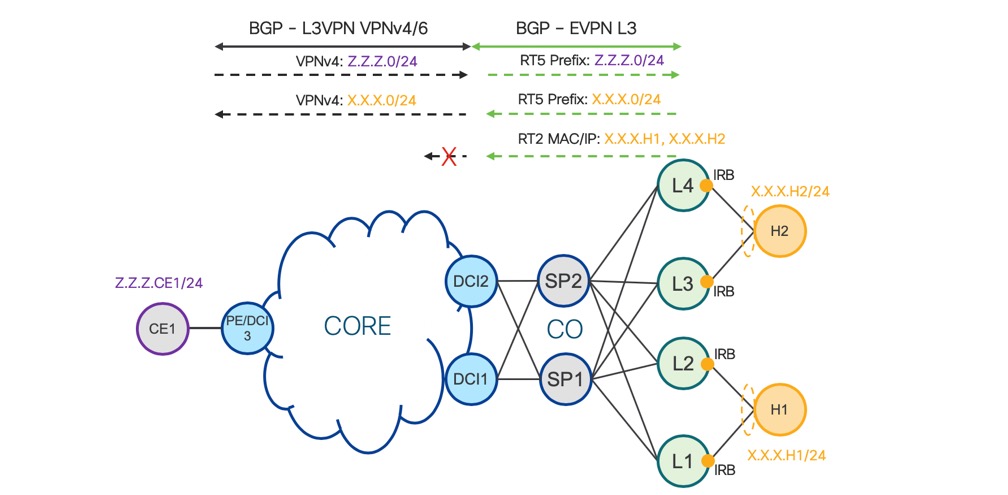 BGP - L3VPN VPNv4/6
BGP - EVPN L3
VPNv4: Z.Z.Z.0/24
RT5 Prefix: Z.Z.Z.0/24
VPNv4: X.X.X.0/24
RT5 Prefix: X.X.X.0/24
RT2 MAC/IP: X.X.X.H1, X.X.X.H2
X
L4
IRB
X.X.X.H2/24
H2
Z.Z.Z.CE1/24
DCI2
SP2
L3
IRB
CE1
PE/DCI
3
CORE
CO
L2
IRB
DCI1
SP1
H1
X.X.X.H1/24
L1
IRB